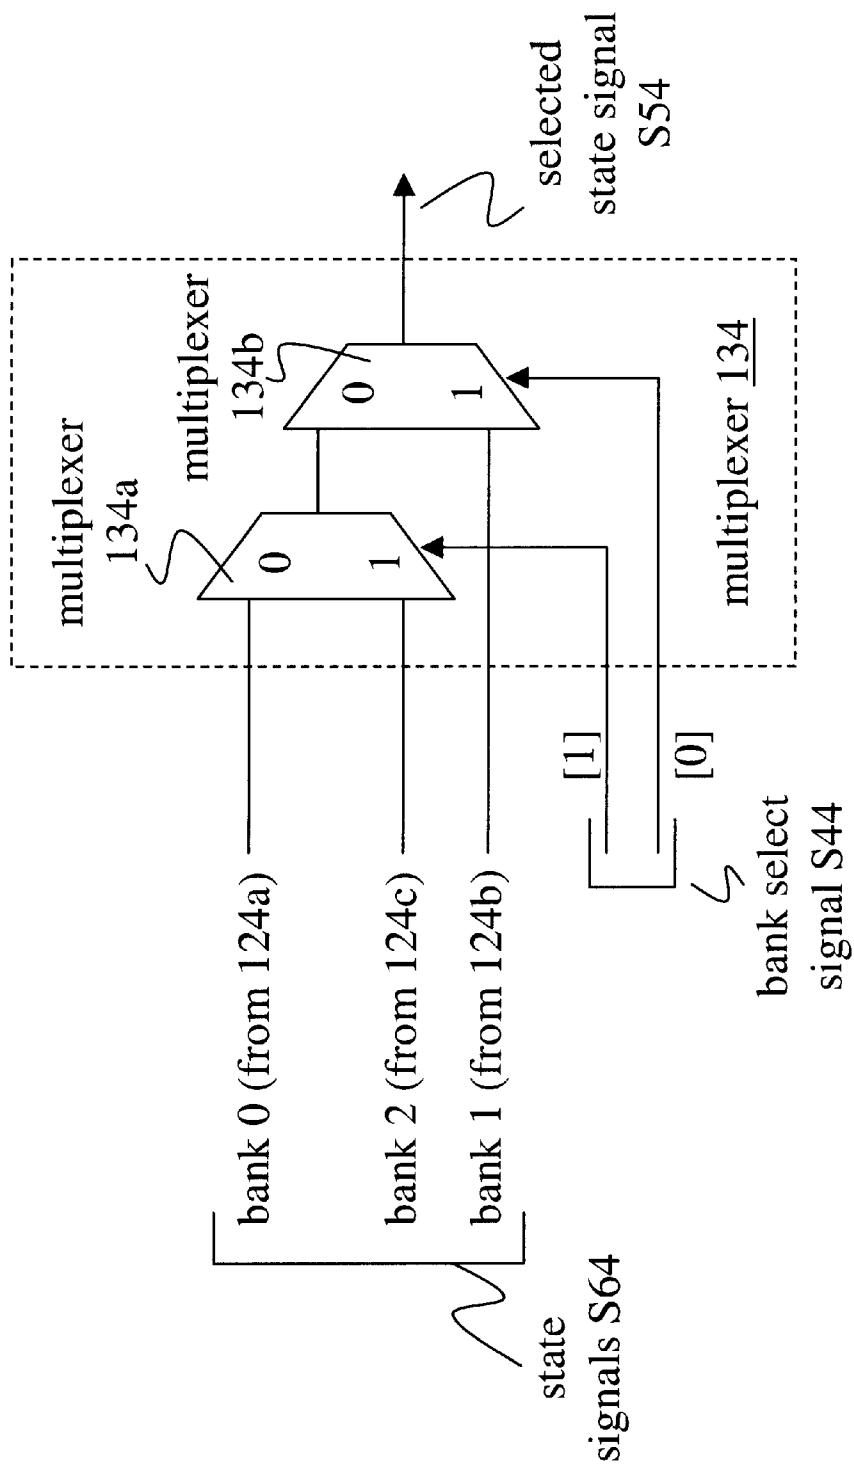 state
signals S64
bank 0 (from 124a)
bank 2 (from 124c)
bank 1 (from 124b)
bank select
signal S44
[1]
[0]
multiplexer
134a
0
1
multiplexer
134b
0
1
multiplexer 134
selected
state signal
S54